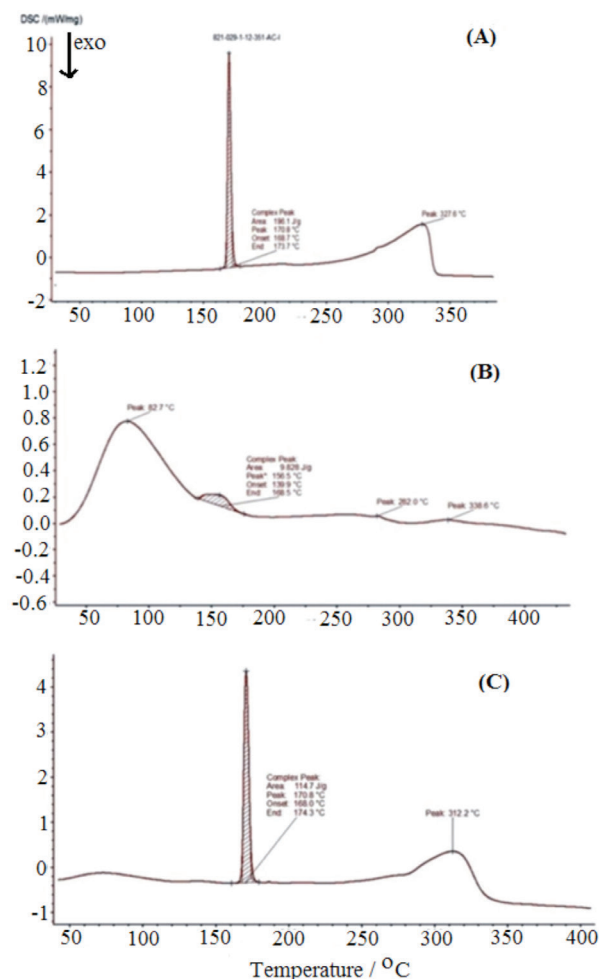 DSC /(mW/mg)
exo
(A)
821-029-1-12-351-AC-I
10
8
6
4
2
0
-2
Complex Peak
Area: 196.1 J/g
Peak: 170.8 °C
Onset: 168.7 °C
End: 173.7 °C
Peak: 327.6 °C
50 100 150 200 250 300 350
(B)
1.2
1.0
0.8
0.6
0.4
0.2
0.0
-0.2
-0.4
-0.6
Peak: 82.7 °C
Complex Peak:
Area: 9.828 J/g
Peak*: 156.5 °C
Onset: 139.9 °C
End: 168.5 °C
Peak: 282.0 °C
Peak: 338.6 °C
50 100 150 200 250 300 350 400
(C)
4
3
2
1
0
-1
Complex Peak:
Area: 114.7 J/g
Peak: 170.8 °C
Onset: 168.0 °C
End: 174.3 °C
Peak: 312.2 °C
50 100 150 200 250 300 350 400
Temperature / °C